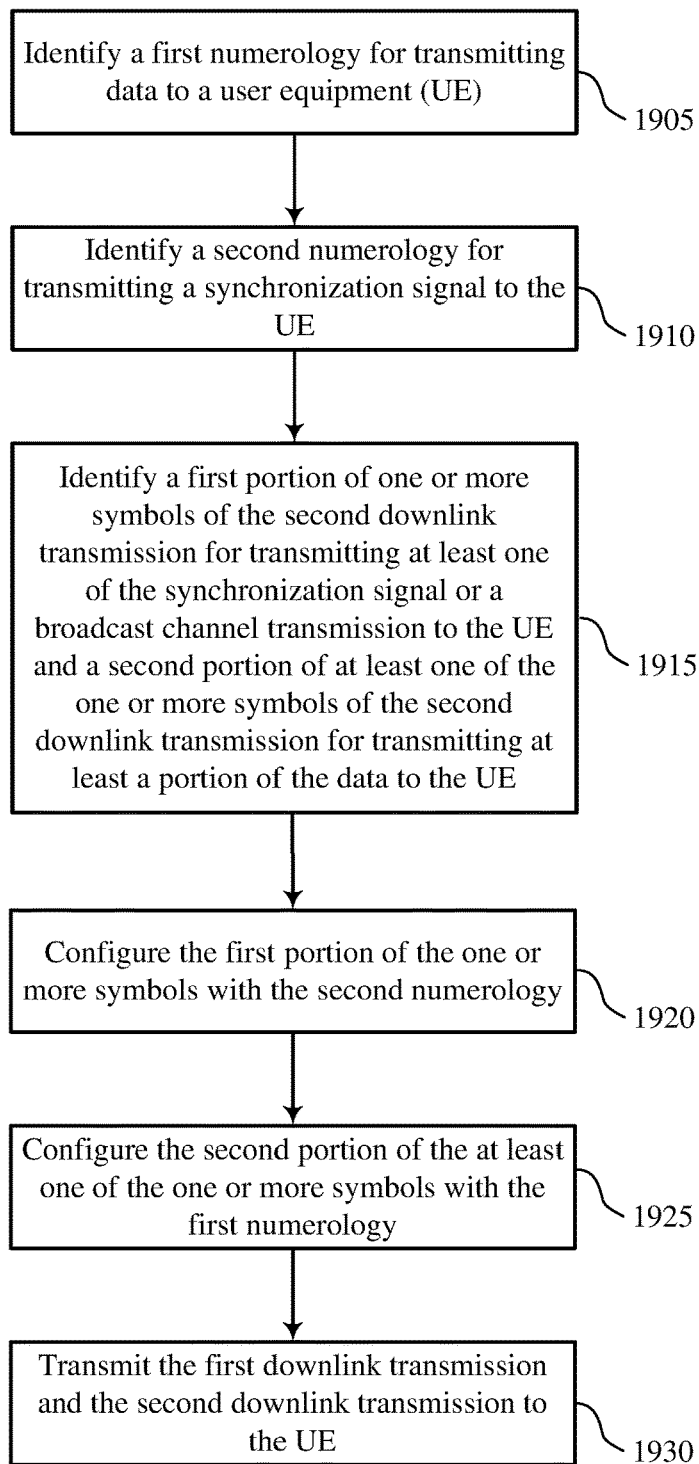 Identify a first numerology for transmitting
data to a user equipment (UE)
1905
Identify a second numerology for
transmitting a synchronization signal to the
UE
1910
Identify a first portion of one or more
symbols of the second downlink
transmission for transmitting at least one
of the synchronization signal or a
broadcast channel transmission to the UE
and a second portion of at least one of the
one or more symbols of the second
downlink transmission for transmitting at
least a portion of the data to the UE
1915
Configure the first portion of the one or
more symbols with the second numerology
1920
Configure the second portion of the at least
one of the one or more symbols with the
first numerology
1925
Transmit the first downlink transmission
and the second downlink transmission to
the UE
1930